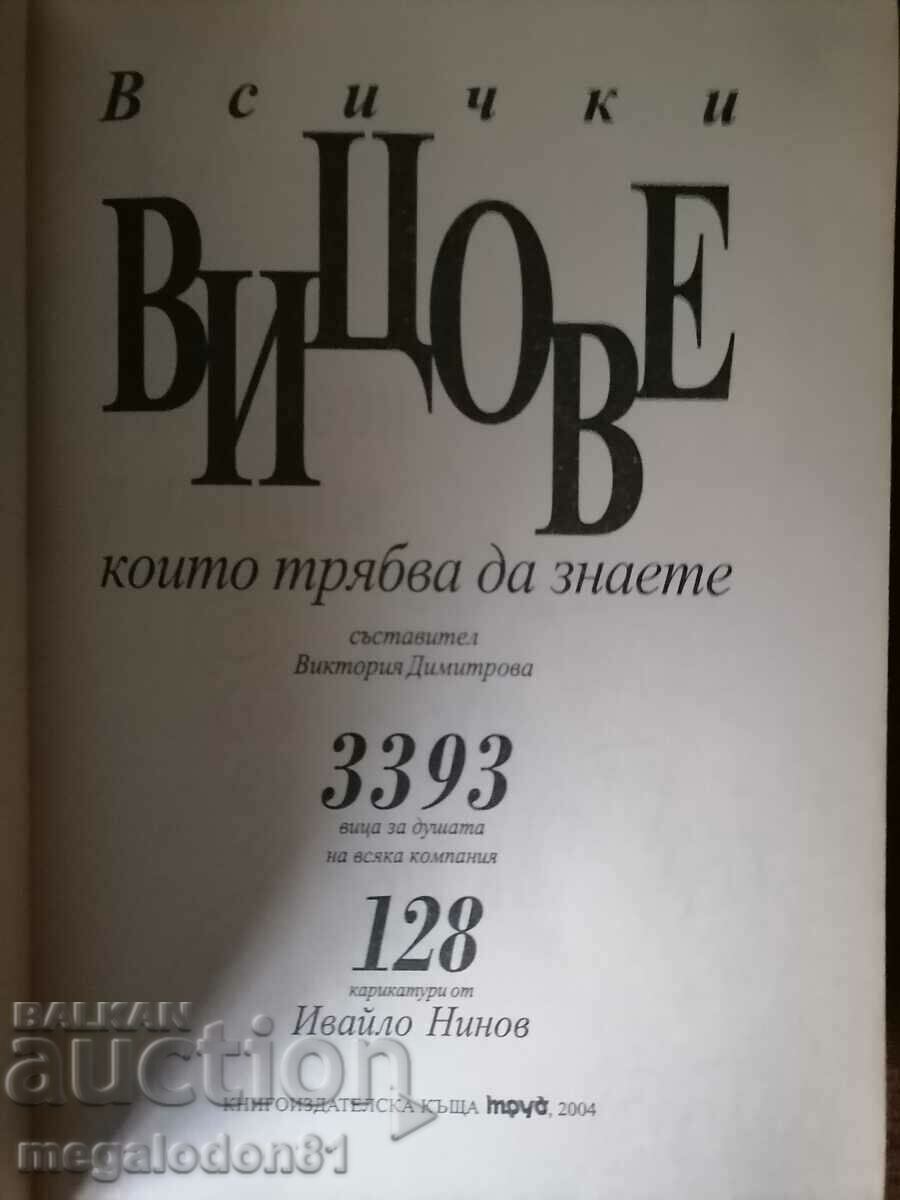 Всички
ВИЦОВЕ
които трябва да знаете
съставител
Виктория Димитрова
3393
вица за душата
на всяка компания
128
карикатури от
Ивайло Нинов
КНИГОИЗДАТЕЛСКА КЪЩА труд, 2004
BALKAN
auction
megalodon81